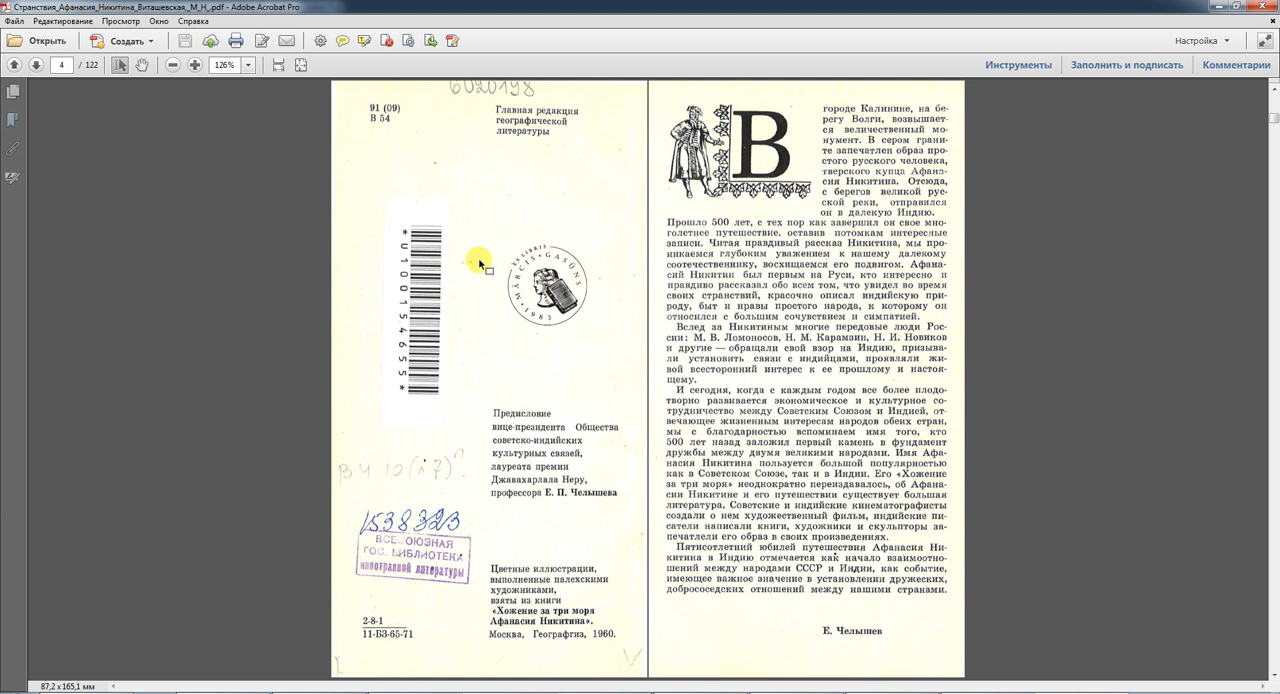 Странствия_Афанасия_Никитина_Виташевская,_М_Н_.pdf - Adobe Acrobat Pro
Файл Редактирование Просмотр Окно Справка
Открыть Создать Настройка
4 / 122 126% Инструменты Заполнить и подписать Комментарии
6020198
91 (09)
В 54
Главная редакция
географической
литературы
*U10015465 5*
EX LIBRIS • MĀRCIS • GASŪNS • 1983
Предисловие
вице-президента Общества
советско-индийских
культурных связей,
лауреата премии
Джавахарлала Неру,
профессора Е. П. Челышева
1538323
ВСЕСОЮЗНАЯ
ГОС. БИБЛИОТЕКА
иностранной литературы
Цветные иллюстрации,
выполненные палехскими
художниками,
взяты из книги
«Хожение за три моря
Афанасия Никитина».
Москва, Географгиз, 1960.
2-8-1
11-БЗ-65-71
В
городе Калинине, на бе-
регу Волги, возвышает-
ся величественный мо-
нумент. В сером грани-
те запечатлен образ про-
стого русского человека,
тверского купца Афана-
сия Никитина. Отсюда,
с берегов великой рус-
ской реки, отправился
он в далекую Индию.
Прошло 500 лет, с тех пор как завершил он свое мно-
голетнее путешествие, оставив потомкам интересные
записи. Читая правдивый рассказ Никитина, мы про-
никаемся глубоким уважением к нашему далекому
соотечественнику, восхищаемся его подвигом. Афана-
сий Никитин был первым на Руси, кто интересно и
правдиво рассказал обо всем том, что увидел во время
своих странствий, красочно описал индийскую при-
роду, быт и нравы простого народа, к которому он
относился с большим сочувствием и симпатией.
Вслед за Никитиным многие передовые люди Рос-
сии: М. В. Ломоносов, Н. М. Карамзин, Н. И. Новиков
и другие — обращали свой взор на Индию, призыва-
ли установить связи с индийцами, проявляли жи-
вой всесторонний интерес к ее прошлому и настоя-
щему.
И сегодня, когда с каждым годом все более плодо-
творно развивается экономическое и культурное со-
трудничество между Советским Союзом и Индией, от-
вечающее жизненным интересам народов обеих стран,
мы с благодарностью вспоминаем имя того, кто
500 лет назад заложил первый камень в фундамент
дружбы между двумя великими народами. Имя Афа-
насия Никитина пользуется большой популярностью
как в Советском Союзе, так и в Индии. Его «Хожение
за три моря» неоднократно переиздавалось, об Афана-
сии Никитине и его путешествии существует большая
литература. Советские и индийские кинематографисты
создали о нем художественный фильм, индийские пи-
сатели написали книги, художники и скульпторы за-
печатлели его образ в своих произведениях.
Пятисотлетний юбилей путешествия Афанасия Ни-
китина в Индию отмечается как начало взаимоотно-
шений между народами СССР и Индии, как событие,
имеющее важное значение в установлении дружеских,
добрососедских отношений между нашими странами.
Е. Челышев
87,2 x 165,1 мм